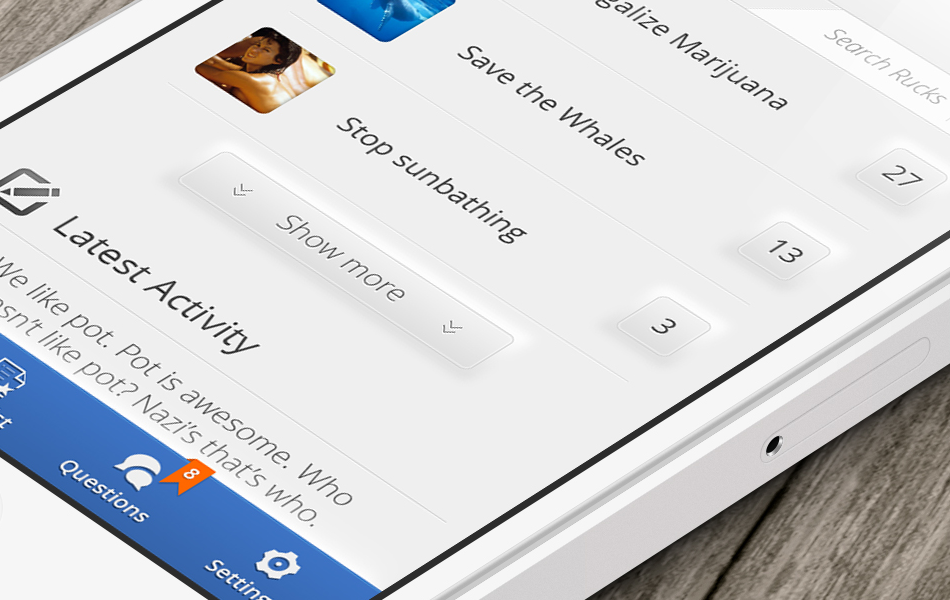 Search Rucks
galize Marijuana
27
Save the Whales
13
Stop sunbathing
3
Show more
Latest Activity
We like pot. Pot is awesome. Who
esn't like pot? Nazi's that's who.
Questions
8
Setting